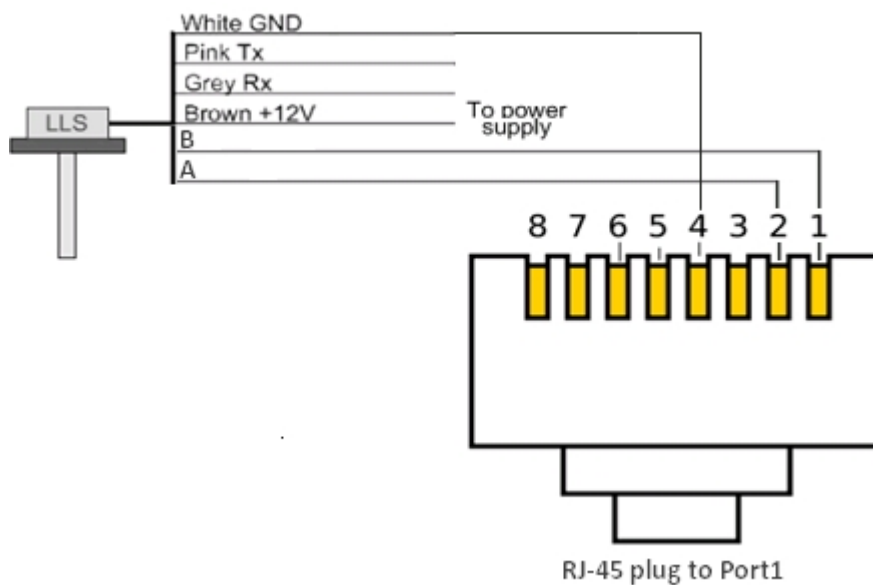 White GND
Pink Tx
Grey Rx
Brown +12V
To power
supply
LLS
B
A
8 7 6 5 4 3 2 1
RJ-45 plug to Port1